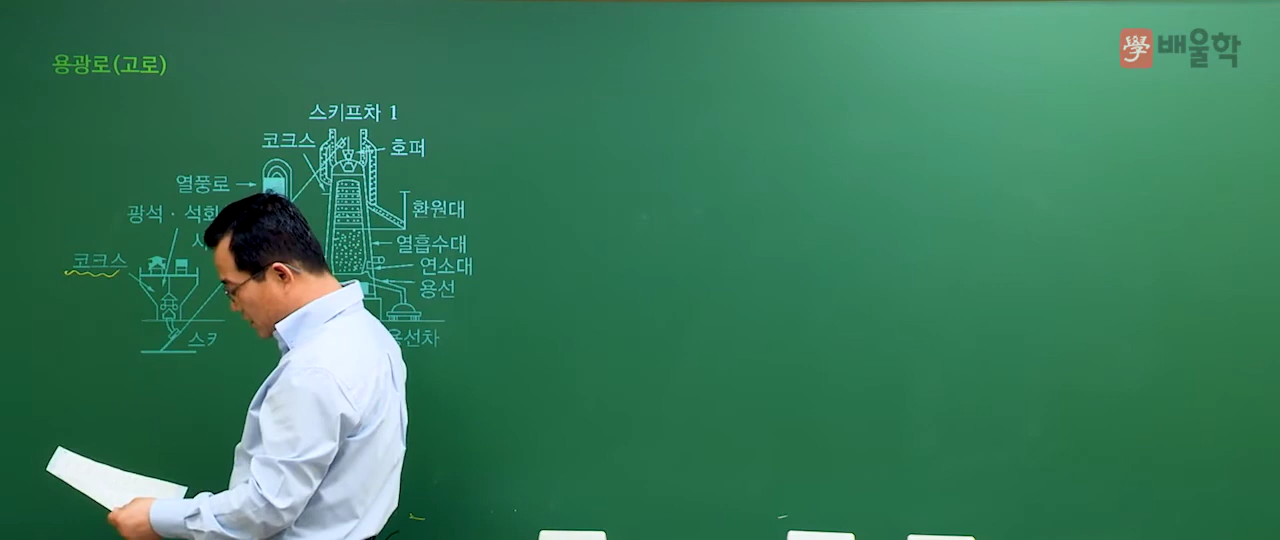 學 배울학
용광로(고로)
스키프차 1
코크스
호퍼
열풍로
광석·석회
환원대
열흡수대
코크스
연소대
용선
스키
용선차